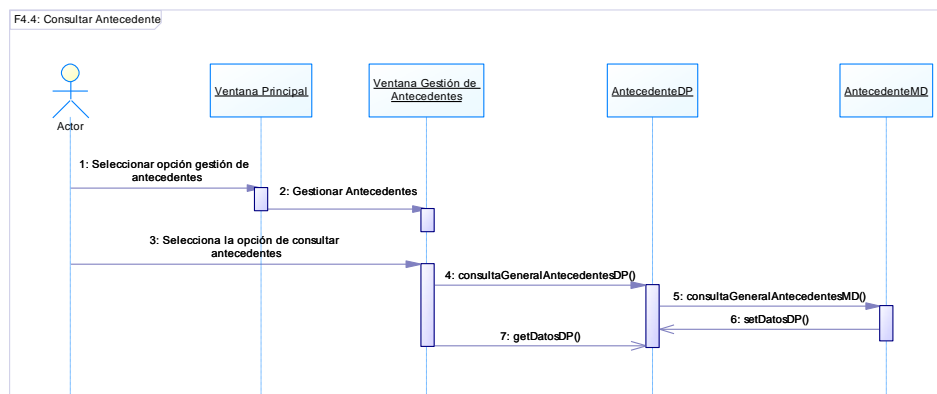 F4.4: Consultar Antecedente
Actor
Ventana Principal
Ventana Gestión de
Antecedentes
AntecedenteDP
AntecedenteMD
1: Seleccionar opción gestión de
antecedentes
2: Gestionar Antecedentes
3: Selecciona la opción de consultar
antecedentes
4: consultaGeneralAntecedentesDP()
5: consultaGeneralAntecedentesMD()
6: setDatosDP()
7: getDatosDP()